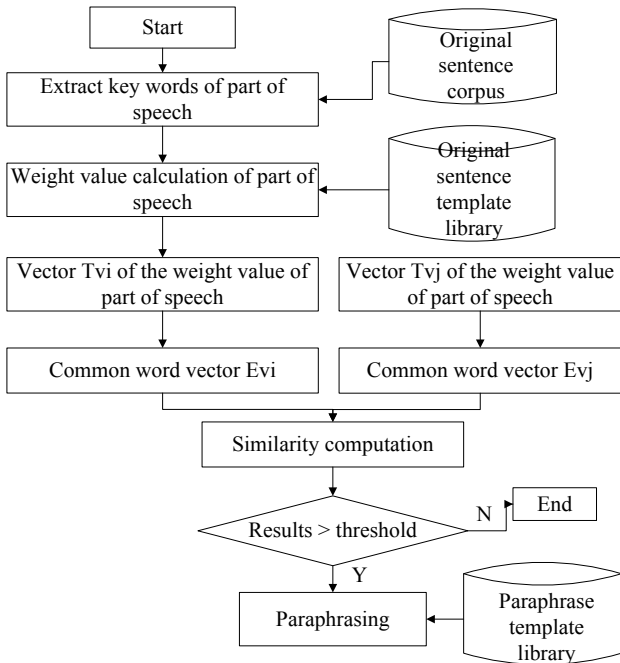 Start
Original
sentence
corpus
Extract key words of part of
speech
Weight value calculation of part of
speech
Original
sentence
template
library
Vector Tvi of the weight value of
part of speech
Vector Tvj of the weight value
of part of speech
Common word vector Evi
Common word vector Evj
Similarity computation
Results > threshold
N
End
Y
Paraphrasing
Paraphrase
template
library